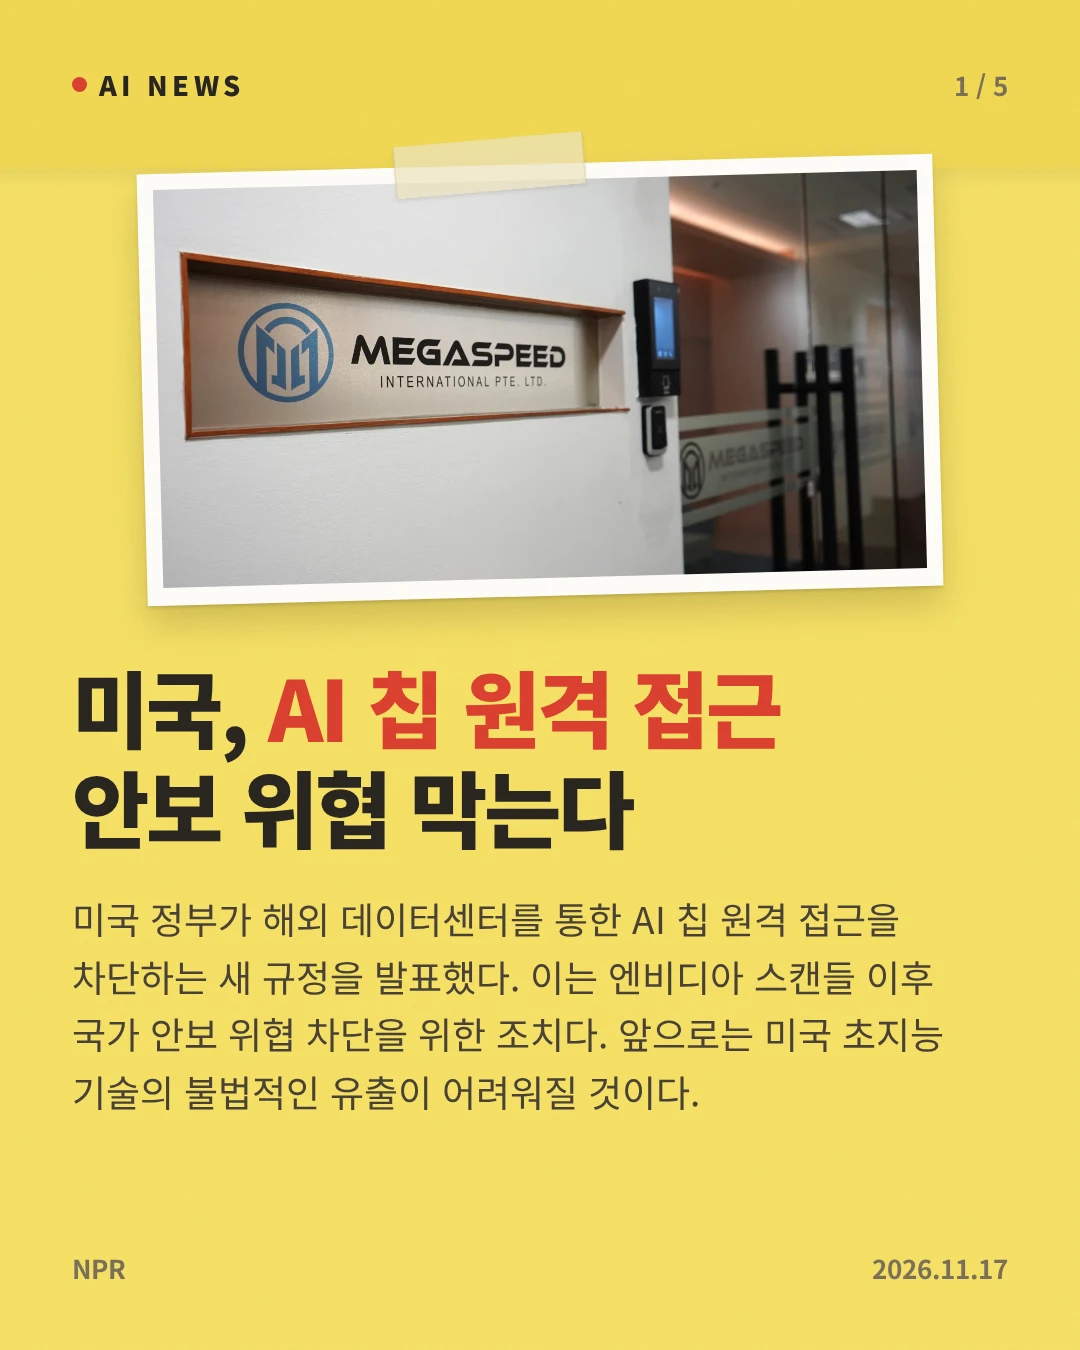 AI NEWS
1 / 5
MEGASPEED
INTERNATIONAL PTE. LTD.
MEGASPEED
미국, AI 칩 원격 접근
안보 위협 막는다
미국 정부가 해외 데이터센터를 통한 AI 칩 원격 접근을
차단하는 새 규정을 발표했다. 이는 엔비디아 스캔들 이후
국가 안보 위협 차단을 위한 조치다. 앞으로는 미국 초지능
기술의 불법적인 유출이 어려워질 것이다.
NPR
2026.11.17